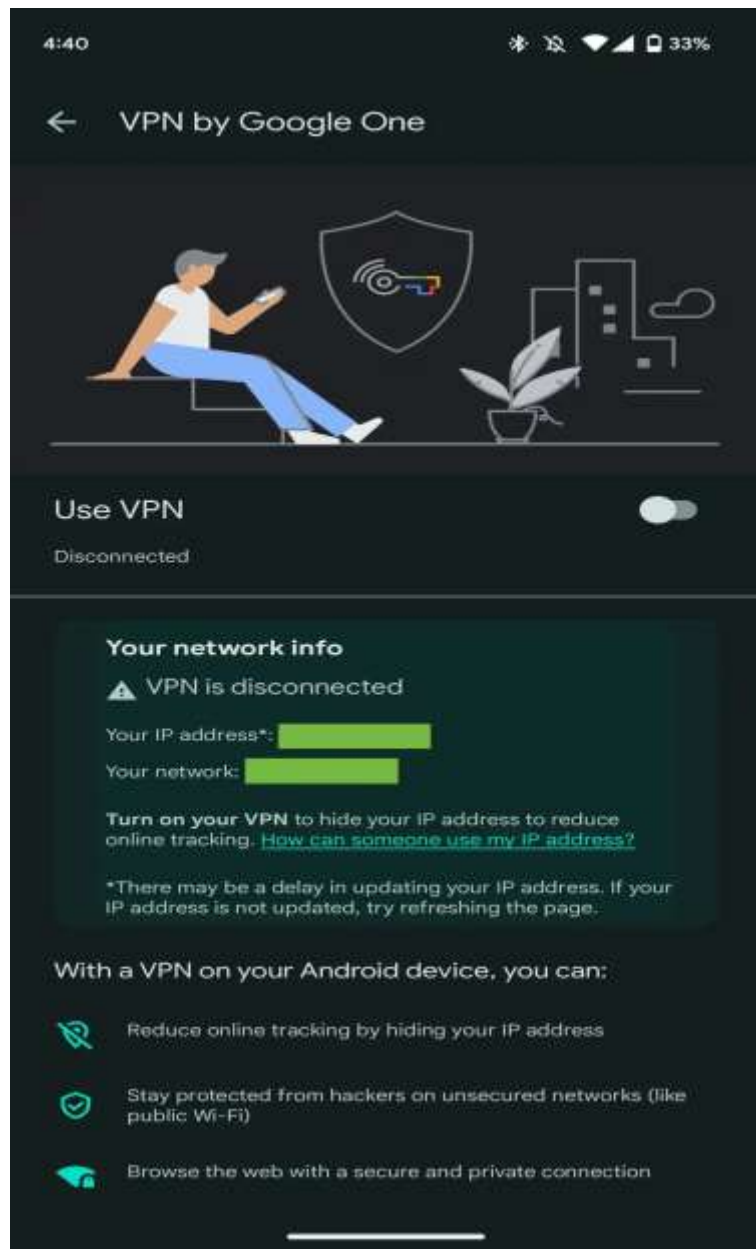 4:40
33%
VPN by Google One
Use VPN
Disconnected
Your network info
VPN is disconnected
Your IP address*:
Your network:
Turn on your VPN to hide your IP address to reduce
online tracking. How can someone use my IP address?
*There may be a delay in updating your IP address. If your
IP address is not updated, try refreshing the page.
With a VPN on your Android device, you can:
Reduce online tracking by hiding your IP address
Stay protected from hackers on unsecured networks (like
public Wi-Fi)
Browse the web with a secure and private connection